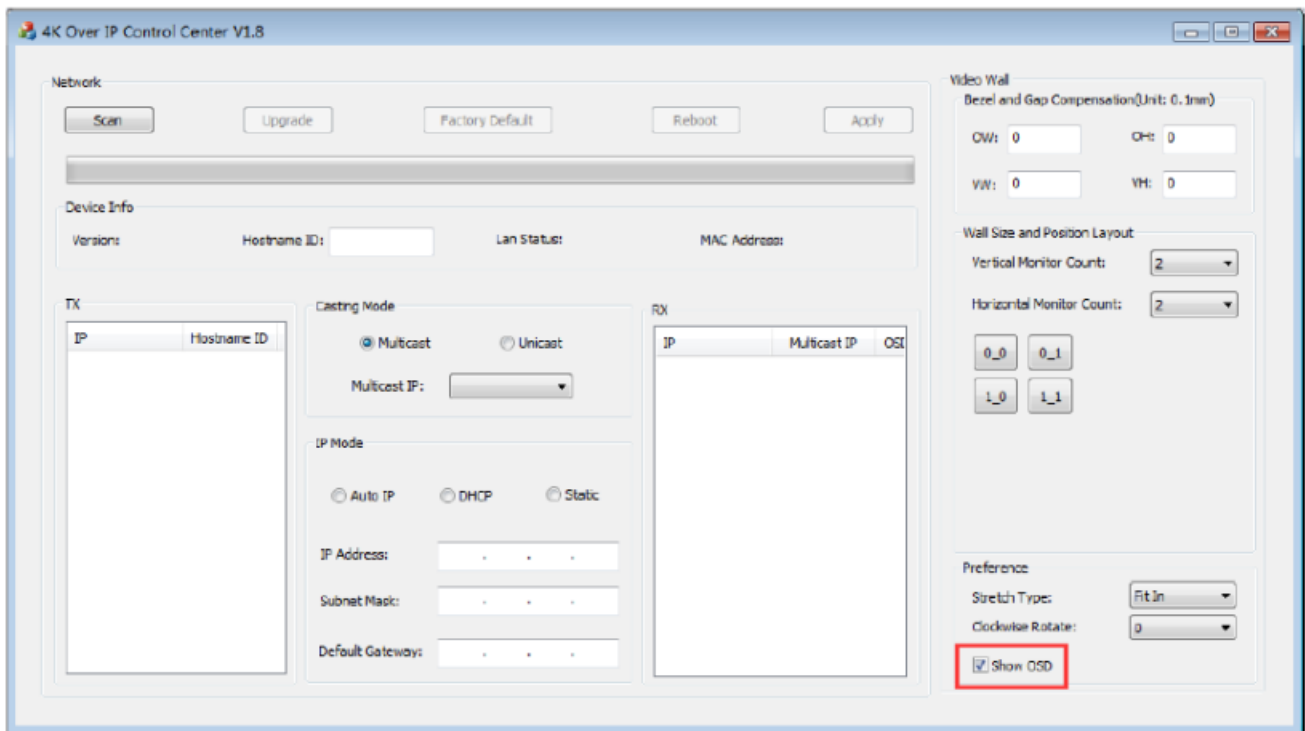 4K Over IP Control Center V1.8
Network
Scan
Upgrade
Factory Default
Reboot
Apply
Device Info
Version:
Hostname ID:
Lan Status:
MAC Address:
TX
IP
Hostname ID
Casting Mode
Multicast
Unicast
Multicast IP:
IP Mode
Auto IP
DHCP
Static
IP Address:
. . .
Subnet Mask:
. . .
Default Gateway:
. . .
RX
IP
Multicast IP
OSI
Video Wall
Bezel and Gap Compensation(Unit: 0.1mm)
OW: 0
OH: 0
VW: 0
VH: 0
Wall Size and Position Layout
Vertical Monitor Count: 2
Horizontal Monitor Count: 2
0_0
0_1
1_0
1_1
Preference
Stretch Type: Fit In
Clockwise Rotate: 0
Show OSD